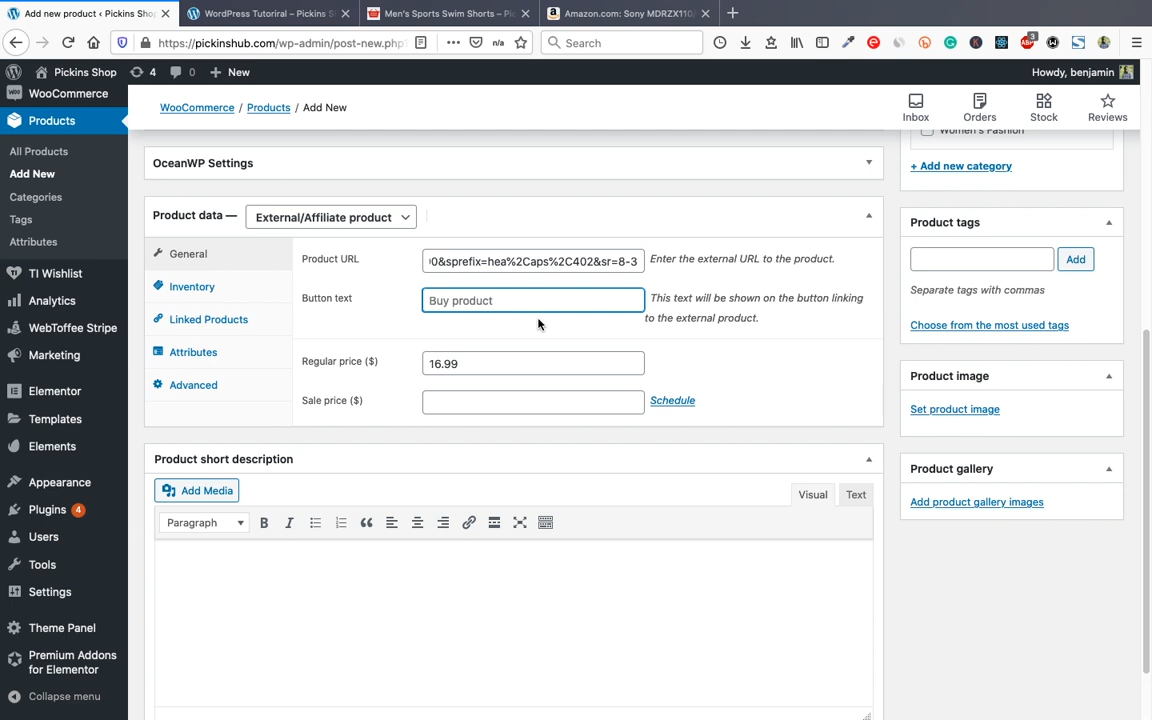 Add new product ‹ Pickins Shop
WordPress Tutoriral – Pickins S
Men's Sports Swim Shorts – Pic
Amazon.com: Sony MDRZX110/
https://pickinshub.com/wp-admin/post-new.php?
n/a
Search
ABP
3
Pickins Shop
4
0
New
Howdy, benjamin
WooCommerce
Products
All Products
Add New
Categories
Tags
Attributes
TI Wishlist
Analytics
WebToffee Stripe
Marketing
Elementor
Templates
Elements
Appearance
Plugins 4
Users
Tools
Settings
Theme Panel
Premium Addons
for Elementor
Collapse menu
WooCommerce / Products / Add New
Inbox
Orders
Stock
Reviews
OceanWP Settings
Product data —
External/Affiliate product
General
Inventory
Linked Products
Attributes
Advanced
Product URL
0&sprefix=hea%2Caps%2C402&sr=8-3
Enter the external URL to the product.
Button text
Buy product
This text will be shown on the button linking
to the external product.
Regular price ($)
16.99
Sale price ($)
Schedule
Product short description
Add Media
Visual
Text
Paragraph
B
I
Women's Fashion
+ Add new category
Product tags
Add
Separate tags with commas
Choose from the most used tags
Product image
Set product image
Product gallery
Add product gallery images